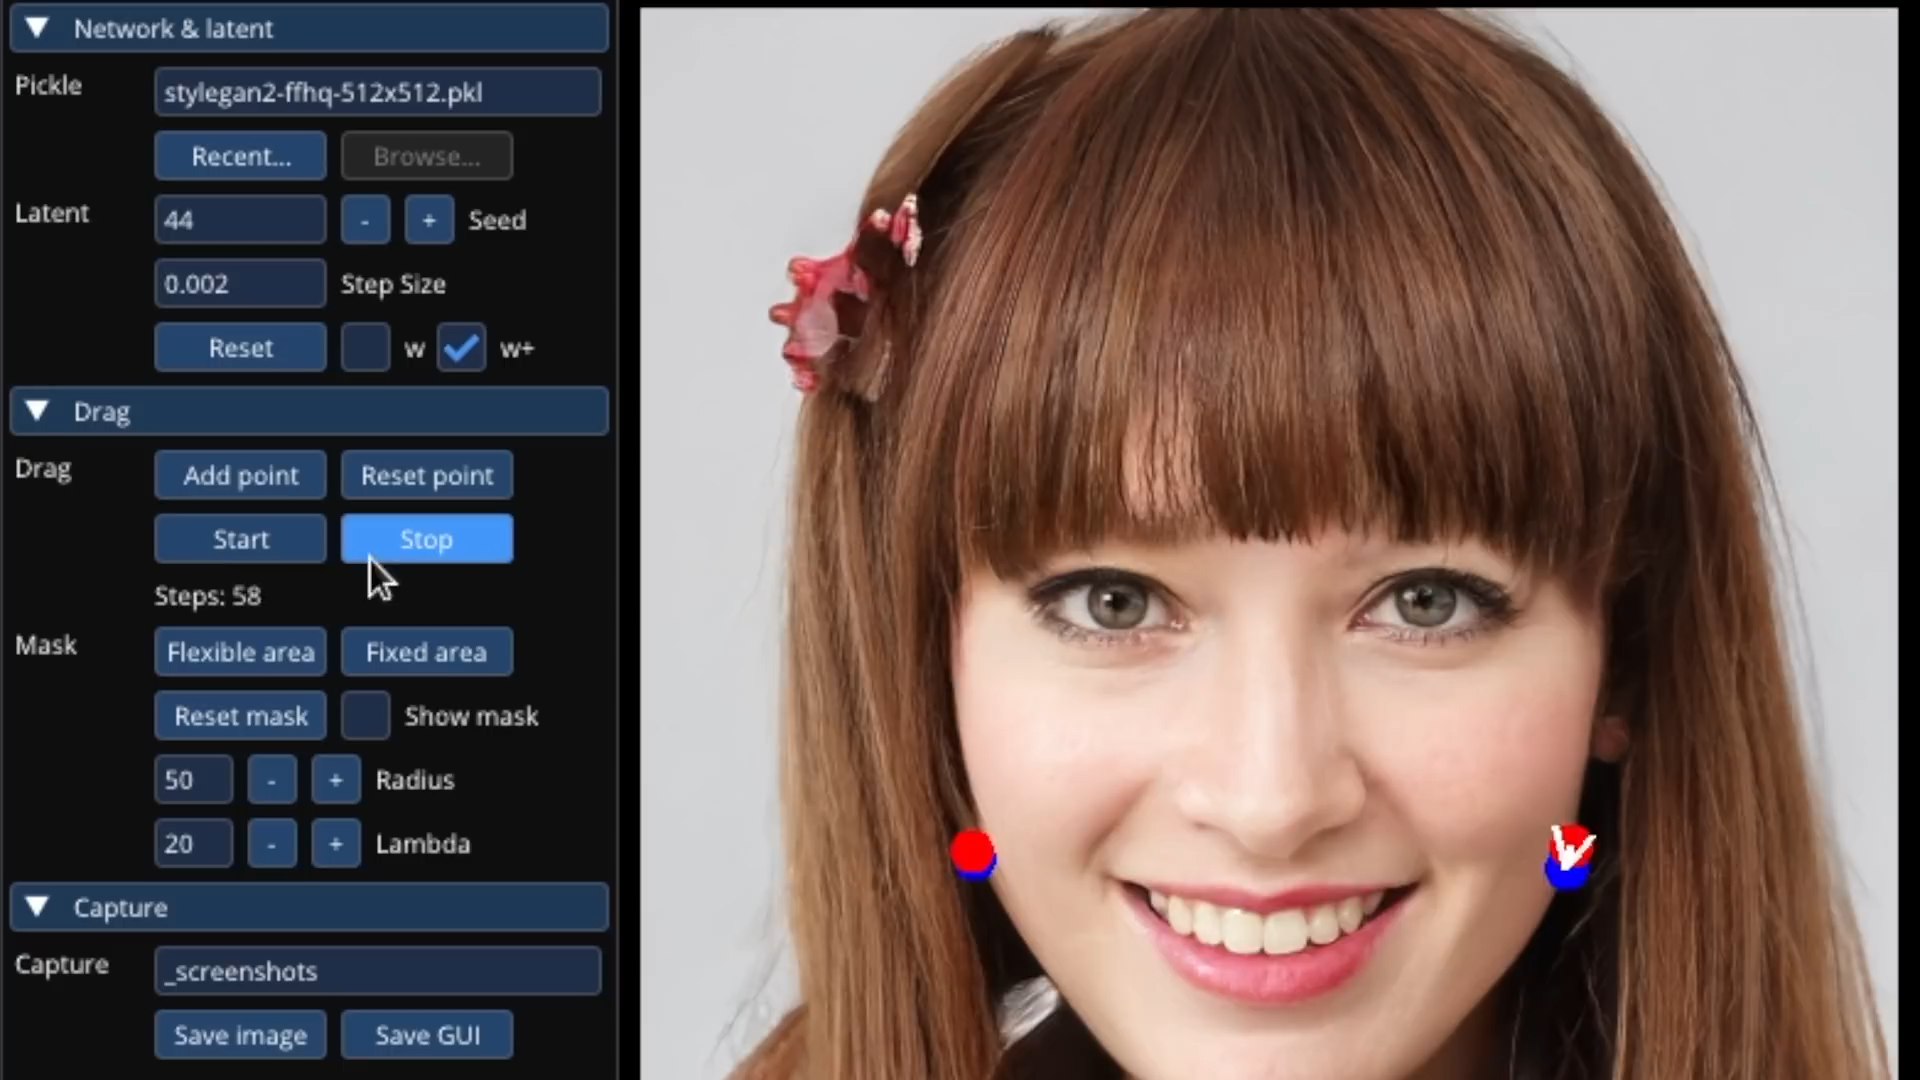 Network & latent
Pickle
stylegan2-ffhq-512x512.pkl
Recent...
Browse...
Latent
44
-
+
Seed
0.002
Step Size
Reset
w
w+
Drag
Drag
Add point
Reset point
Start
Stop
Steps: 58
Mask
Flexible area
Fixed area
Reset mask
Show mask
50
-
+
Radius
20
-
+
Lambda
Capture
Capture
_screenshots
Save image
Save GUI